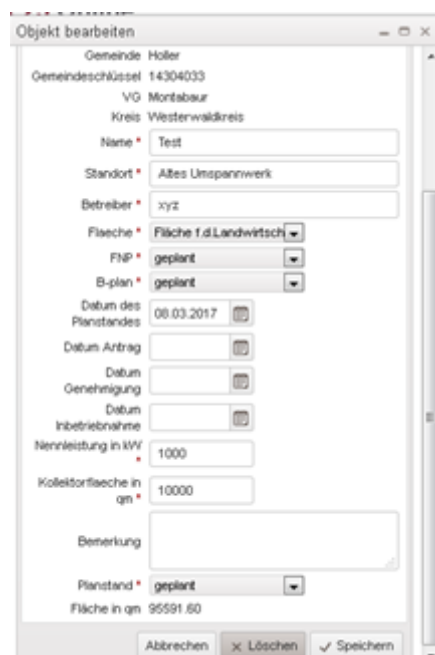 Objekt bearbeiten
Gemeinde Holler
Gemeindeschlüssel 14304033
VG Montabaur
Kreis Westerwaldkreis
Name * Test
Standort * Altes Umspannwerk
Betreiber * xyz
Flaeche * Fläche f.d.Landwirtsch
FNP * geplant
B-plan * geplant
Datum des
Planstandes 08.03.2017
Datum Antrag
Datum
Genehmigung
Datum
Inbetriebnahme
Nennleistung in kW
* 1000
Kollektorflaeche in
qm * 10000
Bemerkung
Planstand * geplant
Fläche in qm 95591.60
Abbrechen x Löschen ✓ Speichern